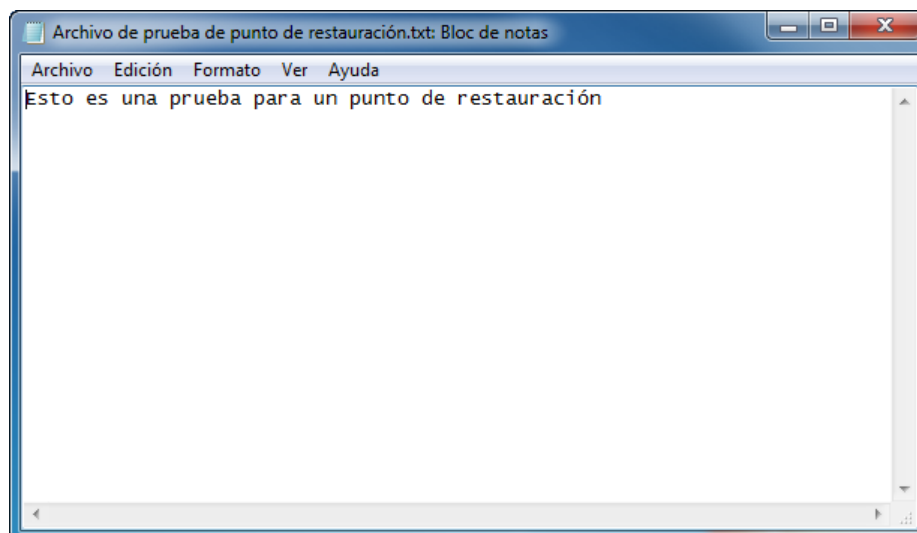 Archivo de prueba de punto de restauración.txt: Bloc de notas
Archivo Edición Formato Ver Ayuda
Esto es una prueba para un punto de restauración